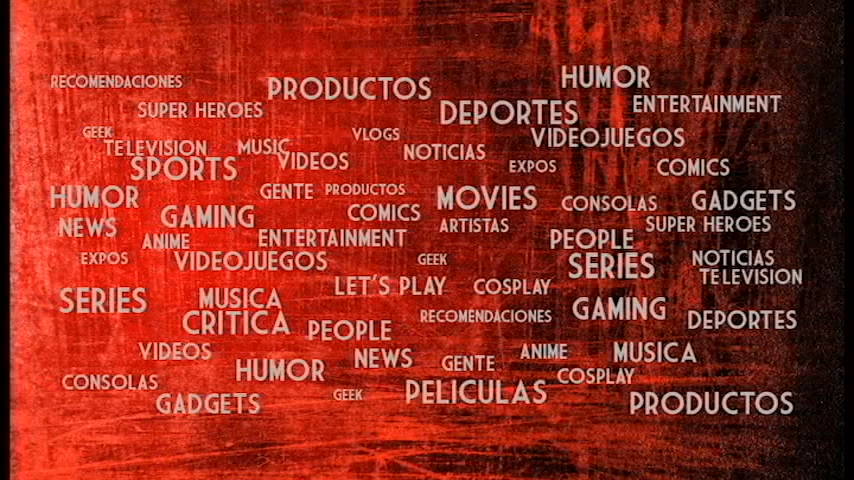 RECOMENDACIONES PRODUCTOS HUMOR
SUPER HEROES DEPORTES ENTERTAINMENT
GEEK TELEVISION MUSIC VLOGS NOTICIAS VIDEOJUEGOS
SPORTS VIDEOS EXPOS COMICS
HUMOR GENTE PRODUCTOS MOVIES CONSOLAS GADGETS
NEWS GAMING COMICS ARTISTAS SUPER HEROES
ANIME ENTERTAINMENT PEOPLE
EXPOS VIDEOJUEGOS GEEK SERIES NOTICIAS
TELEVISION
SERIES MUSICA LET'S PLAY COSPLAY
CRITICA PEOPLE RECOMENDACIONES GAMING DEPORTES
VIDEOS NEWS GENTE ANIME MUSICA
CONSOLAS HUMOR COSPLAY
GADGETS GEEK PELICULAS PRODUCTOS